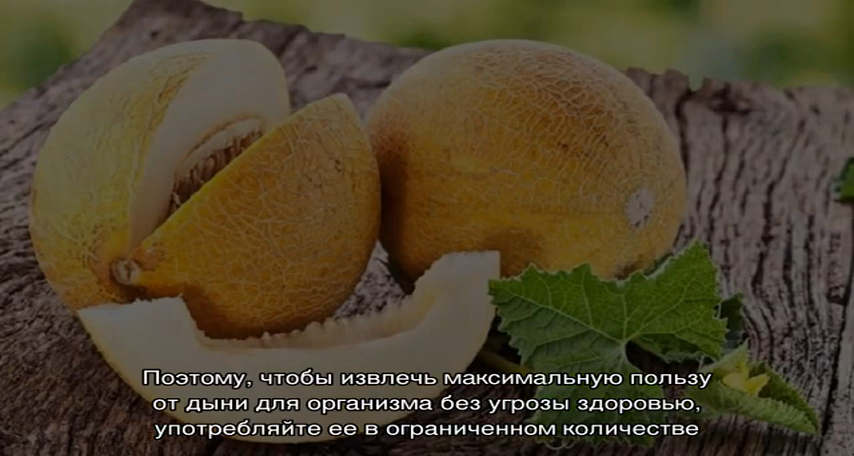 Поэтому, чтобы извлечь максимальную пользу
от дыни для организма без угрозы здоровью,
употребляйте ее в ограниченном количестве